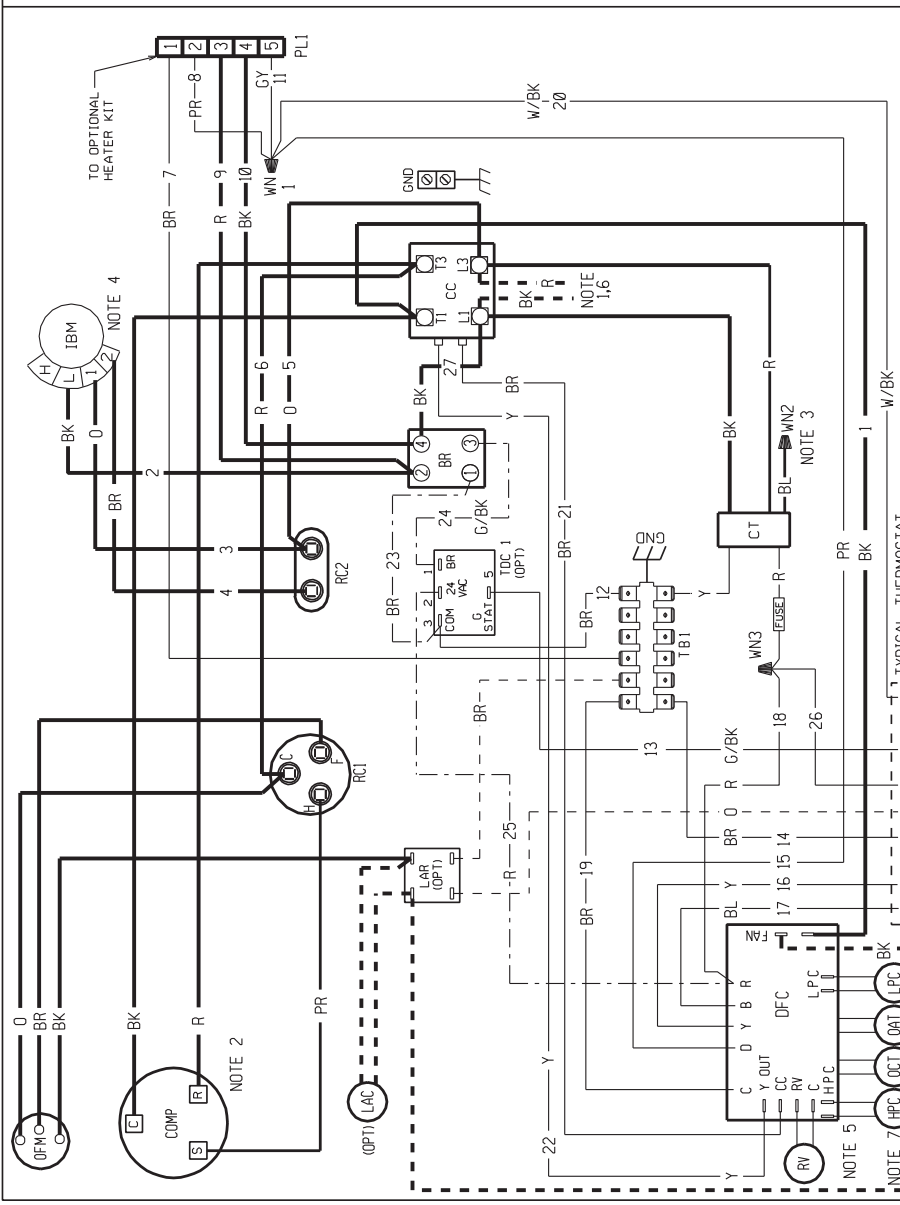 1 2 3 4 5
PL1
TO OPTIONAL
HEATER KIT
PR 8
GY 11
W/BK
20
BR 7
R 9
BK 10
WN
1
GND
NOTE 4
IBM
H
L
1
2
T3
L3
CC
T1
L1
BK
R
NOTE
1,6
R 6
O 5
BK
O
BR
27
BK
BR
Y
4
3
BR
2
1
2
WN2
NOTE 3
BK
R
BL
W/BK
1
24
G/BK
21
BR
23
BR
3
4
RC2
1 BR
2 24
VAC
3 COM
G
STAT
5
TDC 1
(OPT)
GND
CT
PR
BK
12
BR
Y
R
FUSE
TB1
WN3
TYPICAL THERMOSTAT
BR
18
26
13
G/BK
C
F
H
RC1
R
O
25
R
BR 14
15
Y 16
BL 17
LAR
(OPT)
19
BR
FAN
BK
O
BR
BK
BK
R
PR
R
B
Y
D
C
DFC
LPC
LPC
OAT
Y OUT
CC
RV
C
HPC
OCT
HPC
NOTE 2
Y
OFM
COMP
C
R
S
(OPT)
LAC
22
Y
RV
NOTE 5
NOTE 7